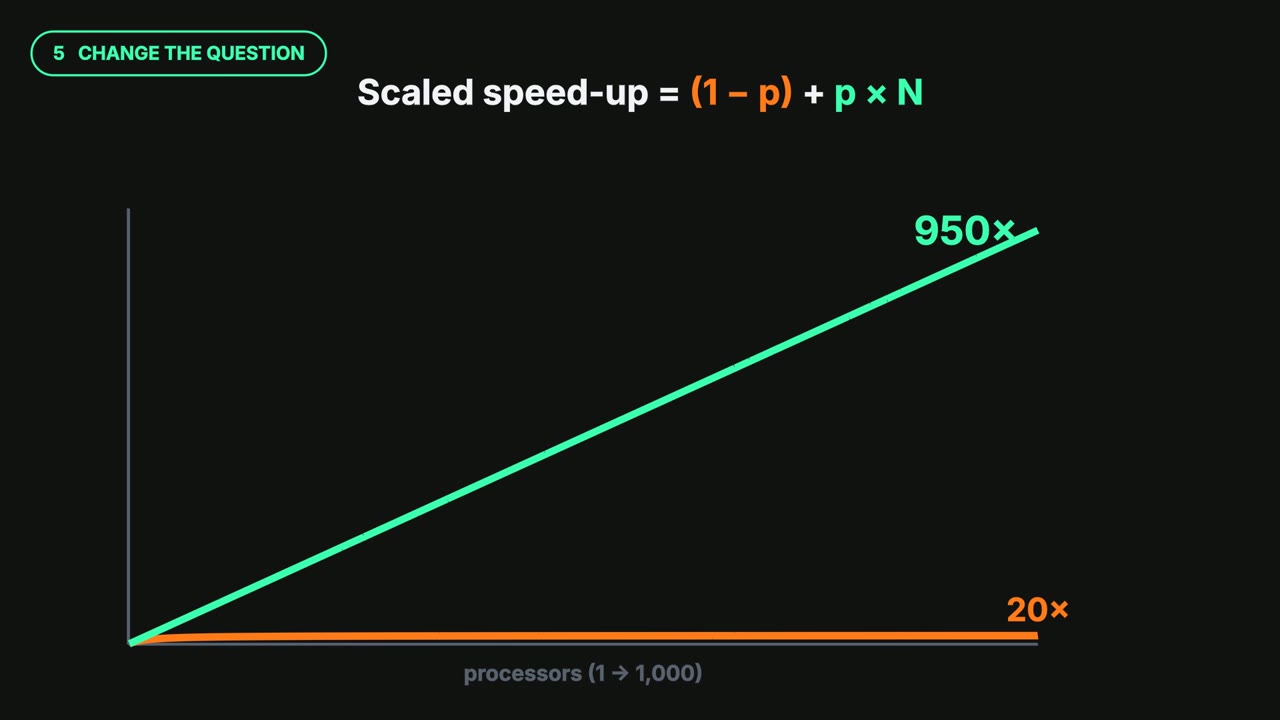 5 CHANGE THE QUESTION
Scaled speed-up = (1 − p) + p × N
950×
20×
processors (1 → 1,000)